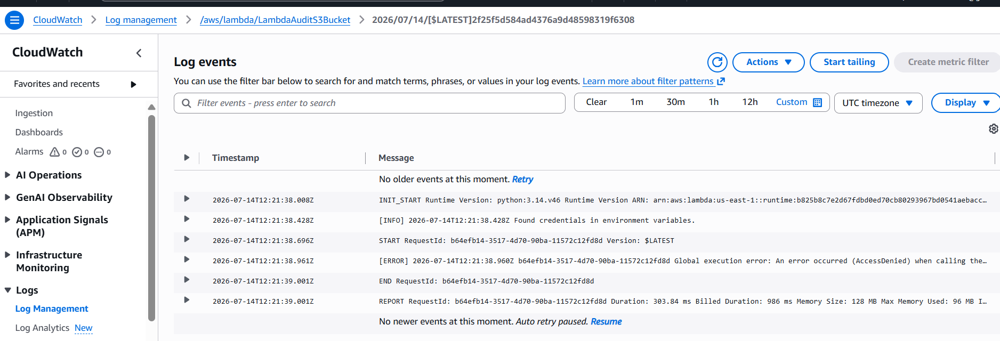 CloudWatch > Log management > /aws/lambda/LambdaAuditS3Bucket > 2026/07/14/[$LATEST]2f25f5d584ad4376a9d48598319f6308
CloudWatch
Favorites and recents
Ingestion
Dashboards
Alarms 0 0 0
AI Operations
GenAI Observability
Application Signals
(APM)
Infrastructure
Monitoring
Logs
Log Management
Log Analytics New
Log events
Actions
Start tailing
Create metric filter
You can use the filter bar below to search for and match terms, phrases, or values in your log events. Learn more about filter patterns
Filter events - press enter to search
Clear 1m 30m 1h 12h Custom UTC timezone Display
Timestamp Message
No older events at this moment. Retry
2026-07-14T12:21:38.008Z INIT_START Runtime Version: python:3.14.v46 Runtime Version ARN: arn:aws:lambda:us-east-1::runtime:b825b8c7e2d67fdbd0ed70cb80293967bd0541aebacc…
2026-07-14T12:21:38.428Z [INFO] 2026-07-14T12:21:38.428Z Found credentials in environment variables.
2026-07-14T12:21:38.696Z START RequestId: b64efb14-3517-4d70-90ba-11572c12fd8d Version: $LATEST
2026-07-14T12:21:38.961Z [ERROR] 2026-07-14T12:21:38.960Z b64efb14-3517-4d70-90ba-11572c12fd8d Global execution error: An error occurred (AccessDenied) when calling the…
2026-07-14T12:21:39.001Z END RequestId: b64efb14-3517-4d70-90ba-11572c12fd8d
2026-07-14T12:21:39.001Z REPORT RequestId: b64efb14-3517-4d70-90ba-11572c12fd8d Duration: 303.84 ms Billed Duration: 986 ms Memory Size: 128 MB Max Memory Used: 96 MB I…
No newer events at this moment. Auto retry paused. Resume